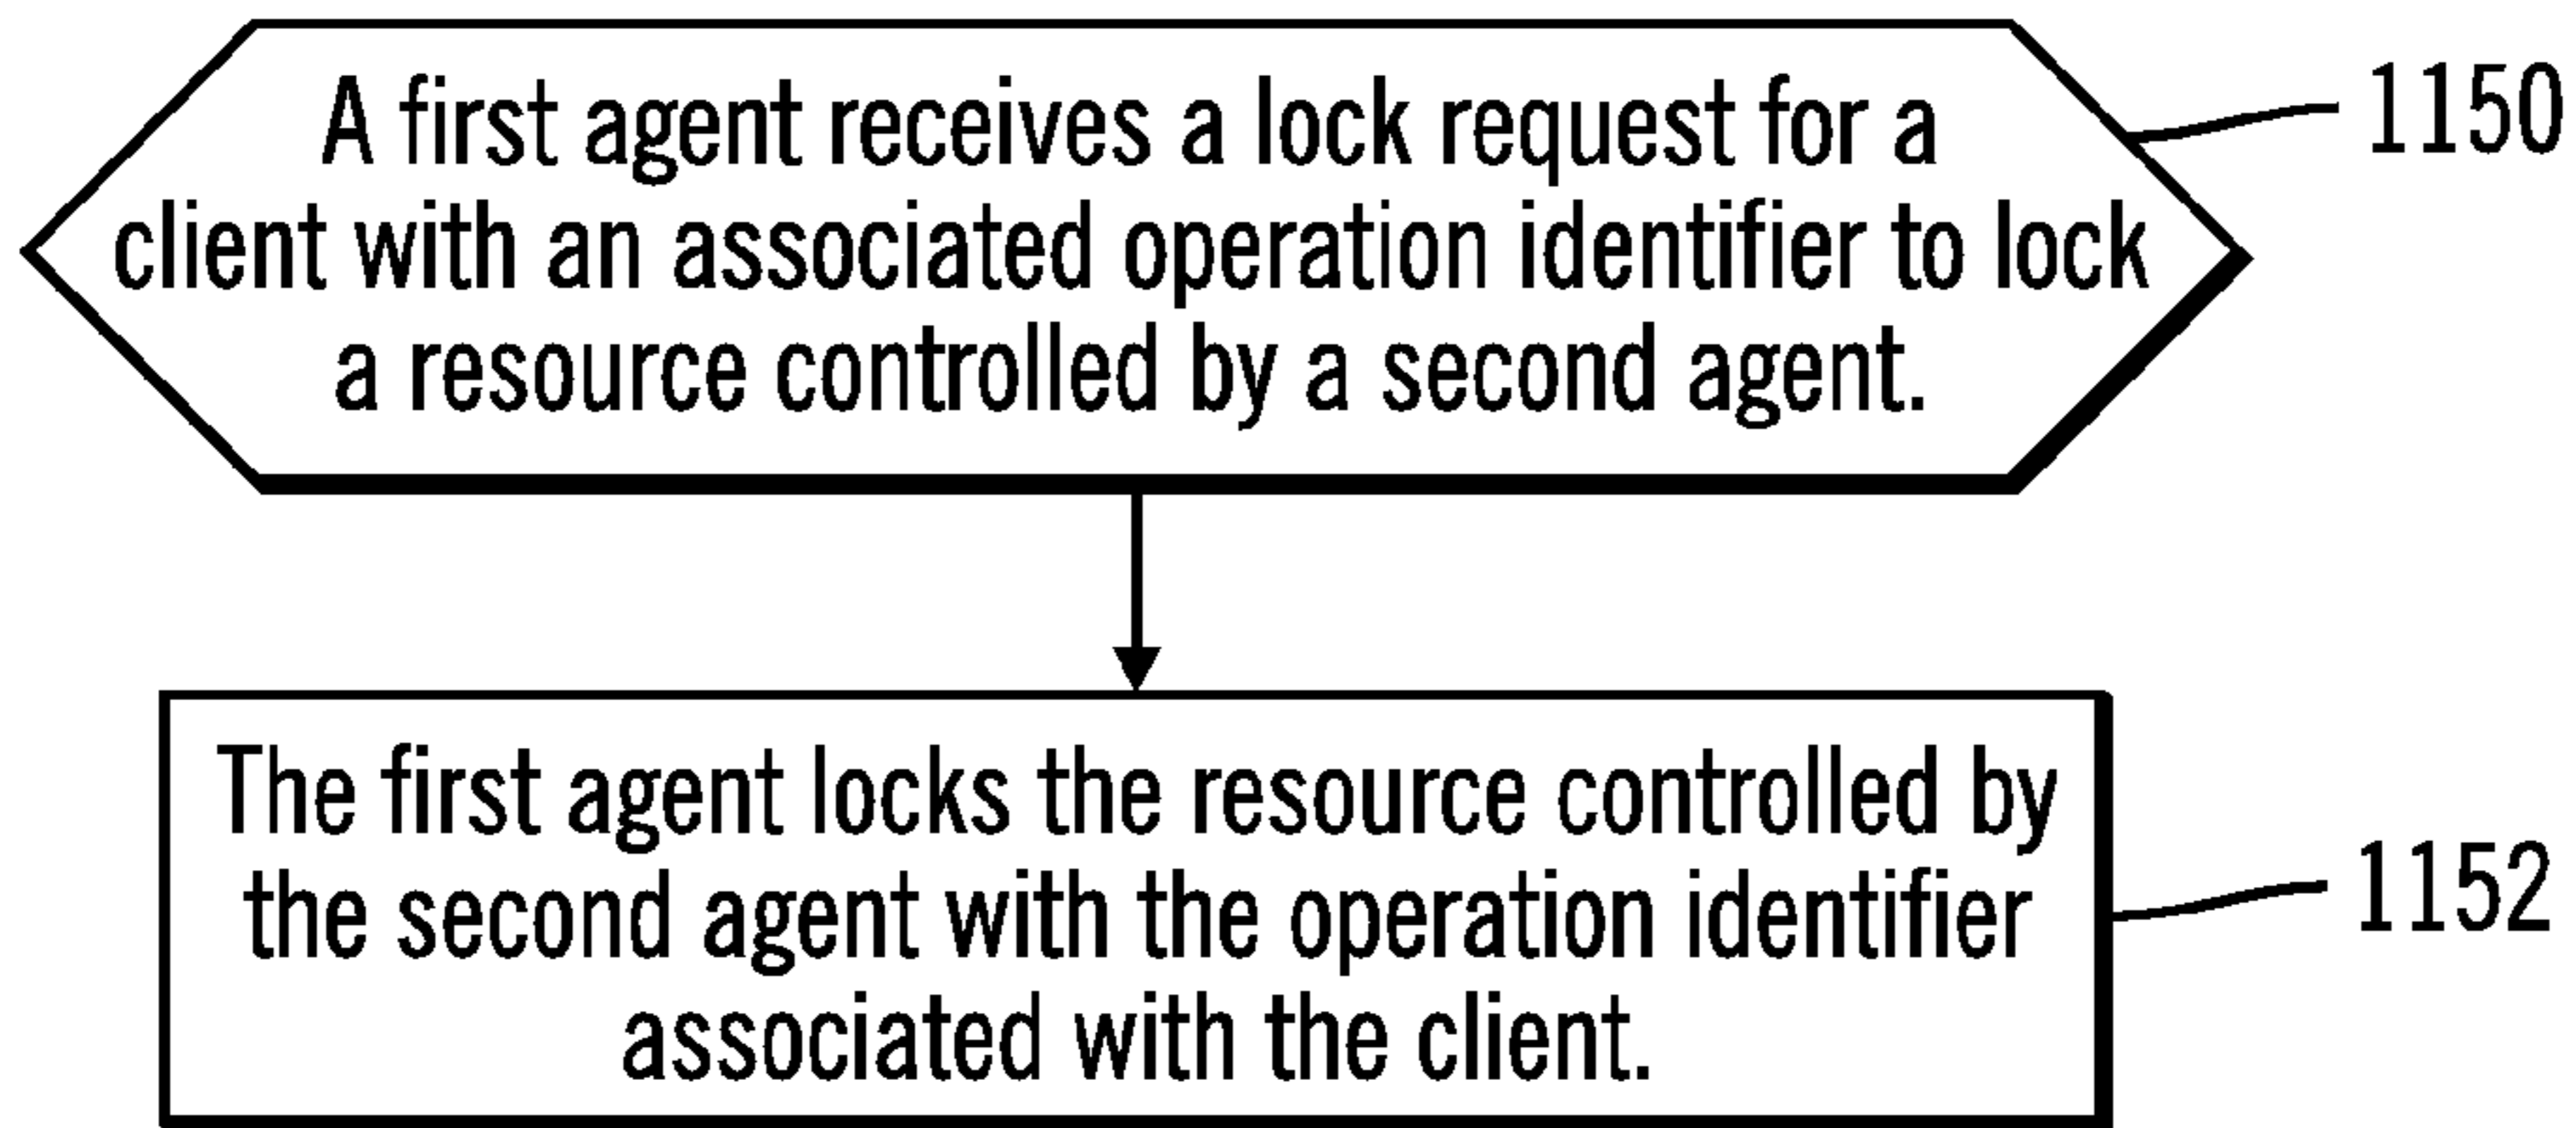 A first agent receives a lock request for a
client with an associated operation identifier to lock
a resource controlled by a second agent.
1150
The first agent locks the resource controlled by
the second agent with the operation identifier
associated with the client.
1152